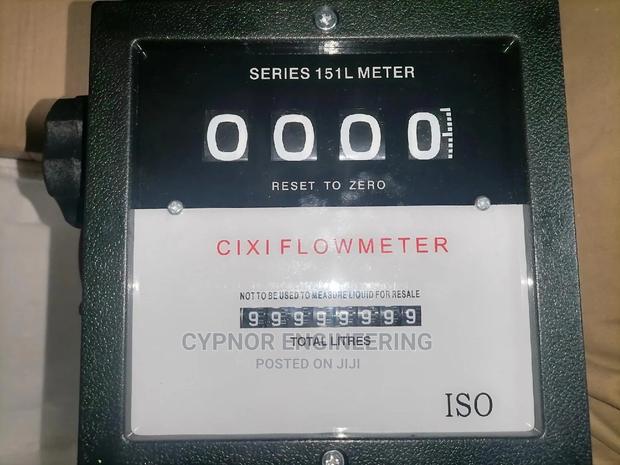 SERIES 151L METER
0000
RESET TO ZERO
CIXI FLOWMETER
NOT TO BE USED TO MEASURE LIQUID FOR RESALE
99999999
CYPNOR ENGINEERING
TOTAL LITRES
POSTED ON JIJI
ISO